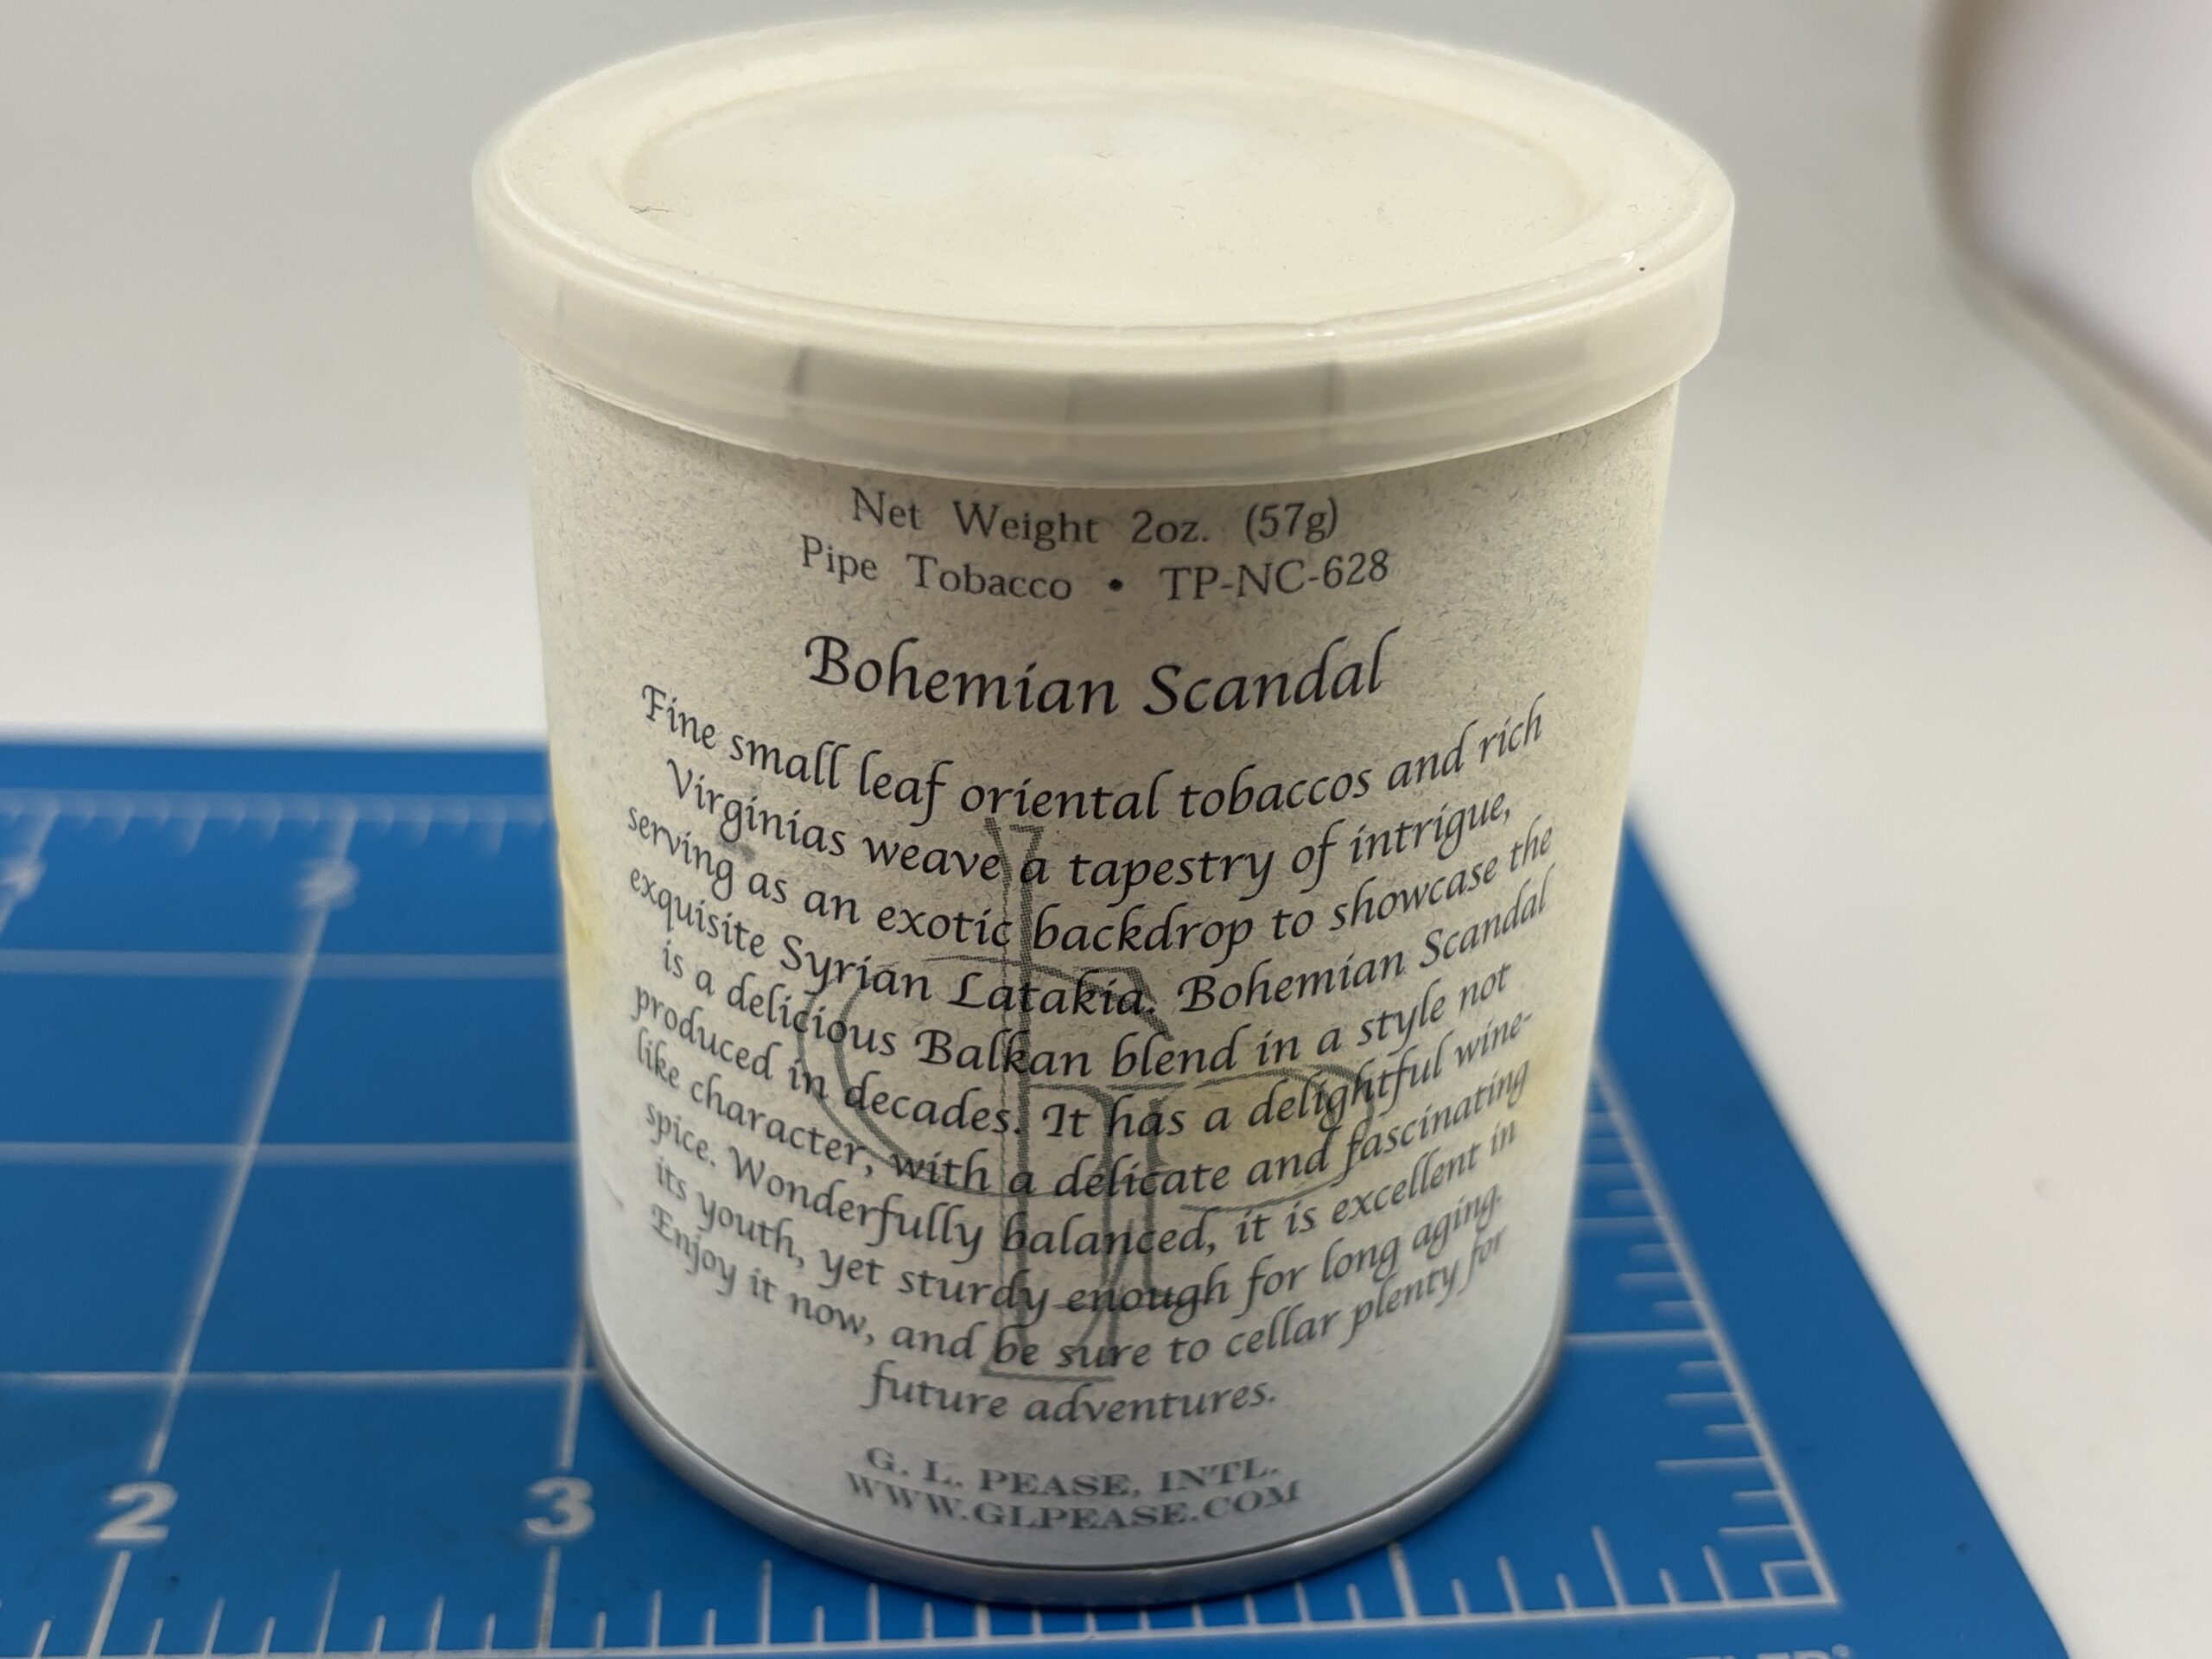 Net Weight 2oz. (57g)
Pipe Tobacco • TP-NC-628
Bohemian Scandal
Fine small leaf oriental tobaccos and rich
Virginias weave a tapestry of intrigue,
serving as an exotic backdrop to showcase the
exquisite Syrian Latakia. Bohemian Scandal
is a delicious Balkan blend in a style not
produced in decades. It has a delightful wine-
like character, with a delicate and fascinating
spice. Wonderfully balanced, it is excellent in
its youth, yet sturdy enough for long aging.
Enjoy it now, and be sure to cellar plenty for
future adventures.
G. L. PEASE, INTL.
WWW.GLPEASE.COM
2 3